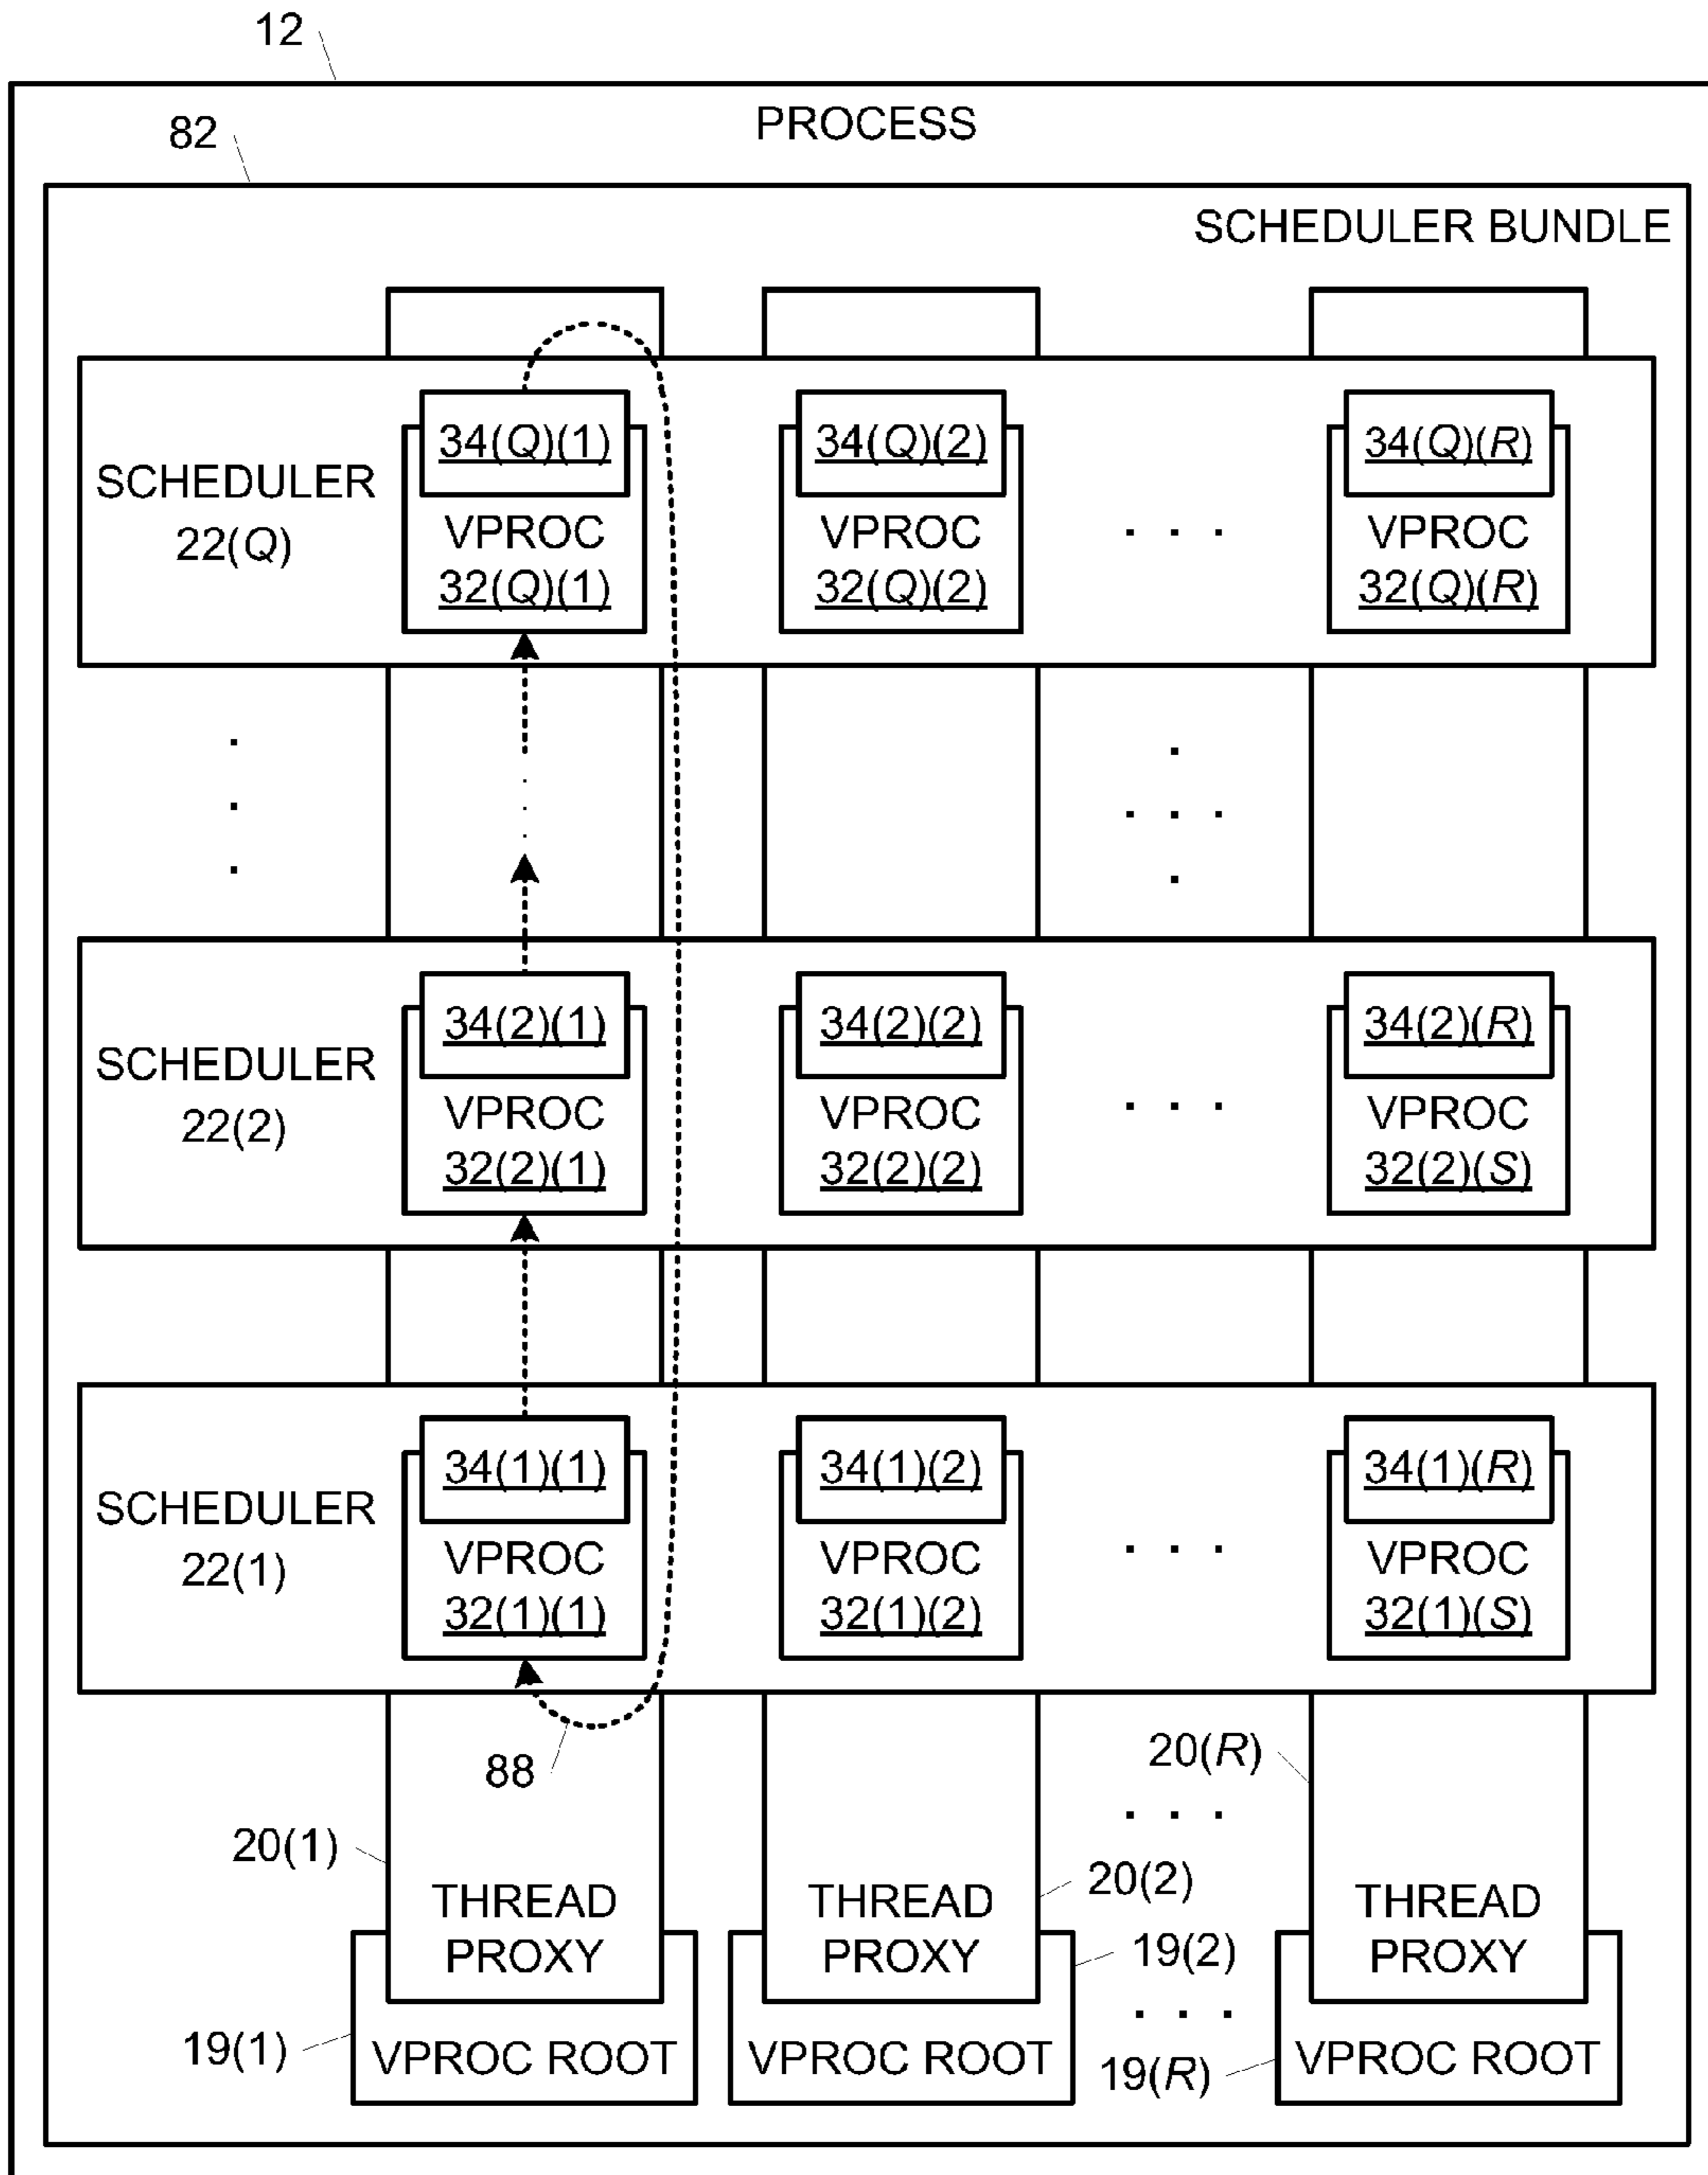 12
PROCESS
82
SCHEDULER BUNDLE
34(Q)(1) 34(Q)(2) 34(Q)(R)
SCHEDULER
22(Q)
VPROC VPROC . . . VPROC
32(Q)(1) 32(Q)(2) 32(Q)(R)
34(2)(1) 34(2)(2) 34(2)(R)
SCHEDULER
22(2)
VPROC VPROC . . . VPROC
32(2)(1) 32(2)(2) 32(2)(S)
34(1)(1) 34(1)(2) 34(1)(R)
SCHEDULER
22(1)
VPROC VPROC . . . VPROC
32(1)(1) 32(1)(2) 32(1)(S)
88
20(R)
. . .
20(1)
20(2)
THREAD THREAD THREAD
PROXY PROXY PROXY
19(2)
. . .
19(1)
VPROC ROOT VPROC ROOT VPROC ROOT
19(R)